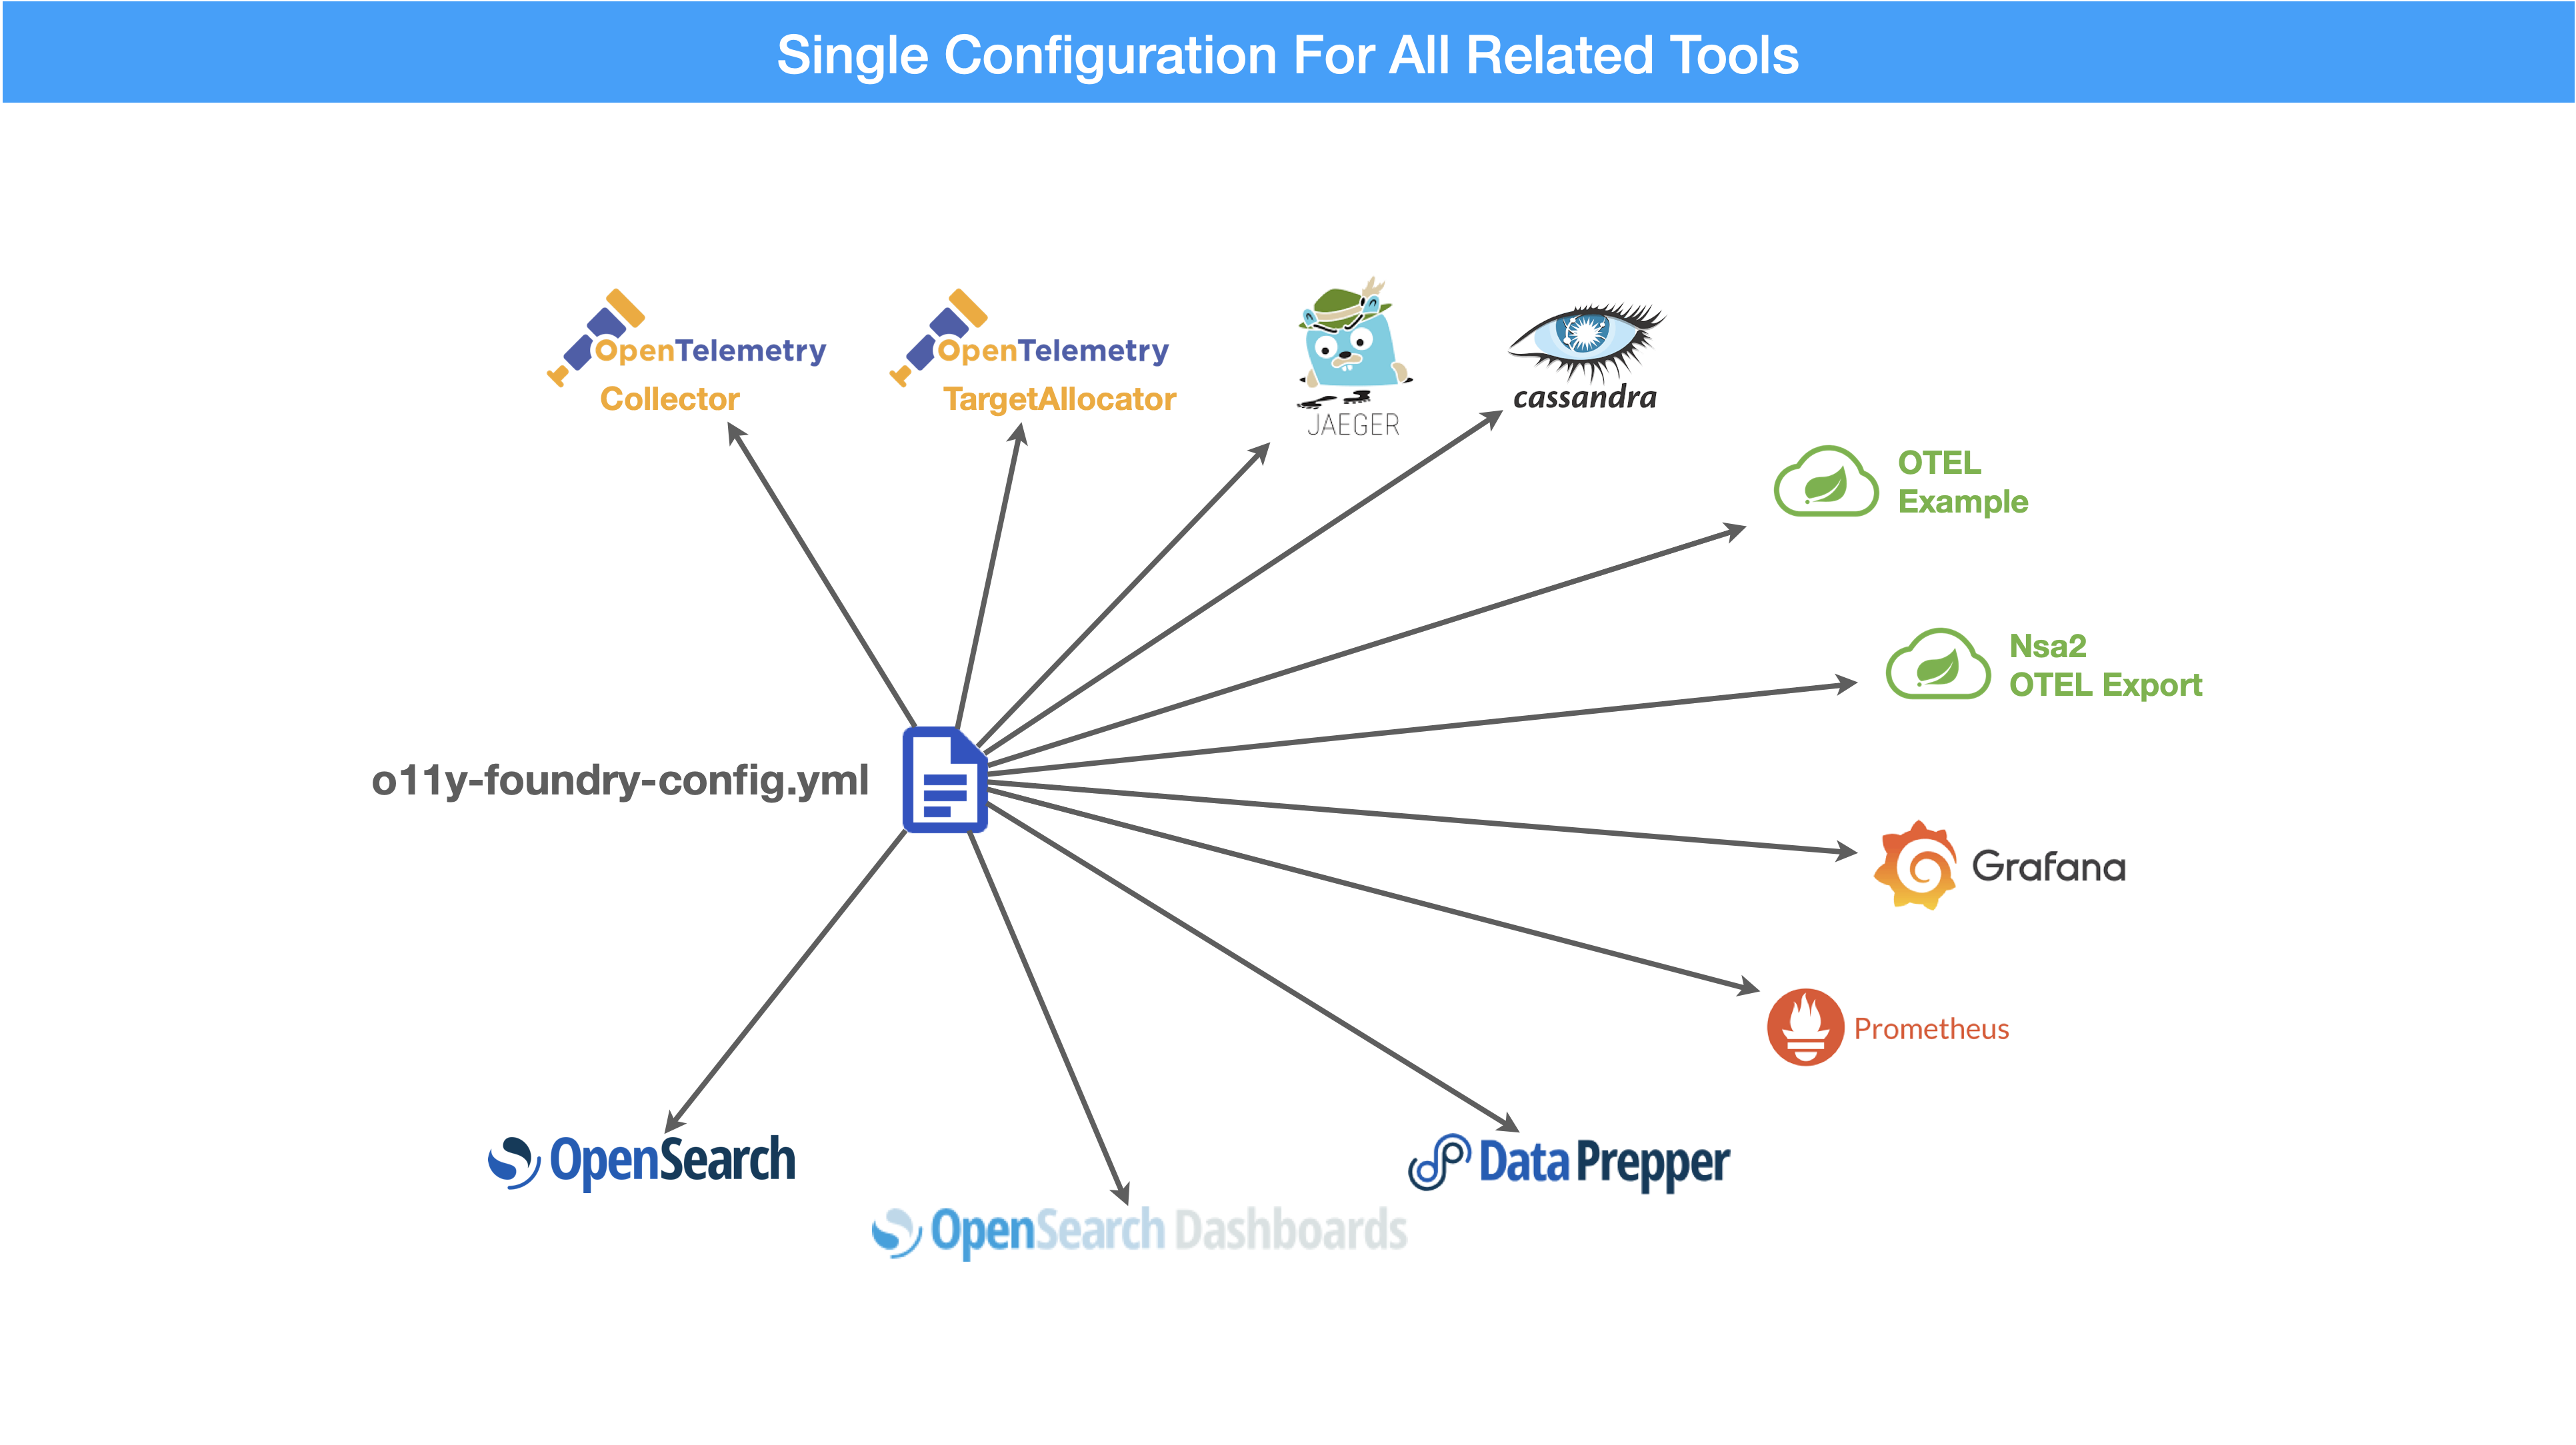 Single Configuration For All Related Tools
OpenTelemetry
Collector
OpenTelemetry
TargetAllocator
JAEGER
cassandra
OTEL
Example
Nsa2
OTEL Export
o11y-foundry-config.yml
Grafana
Prometheus
OpenSearch
Data Prepper
OpenSearch Dashboards